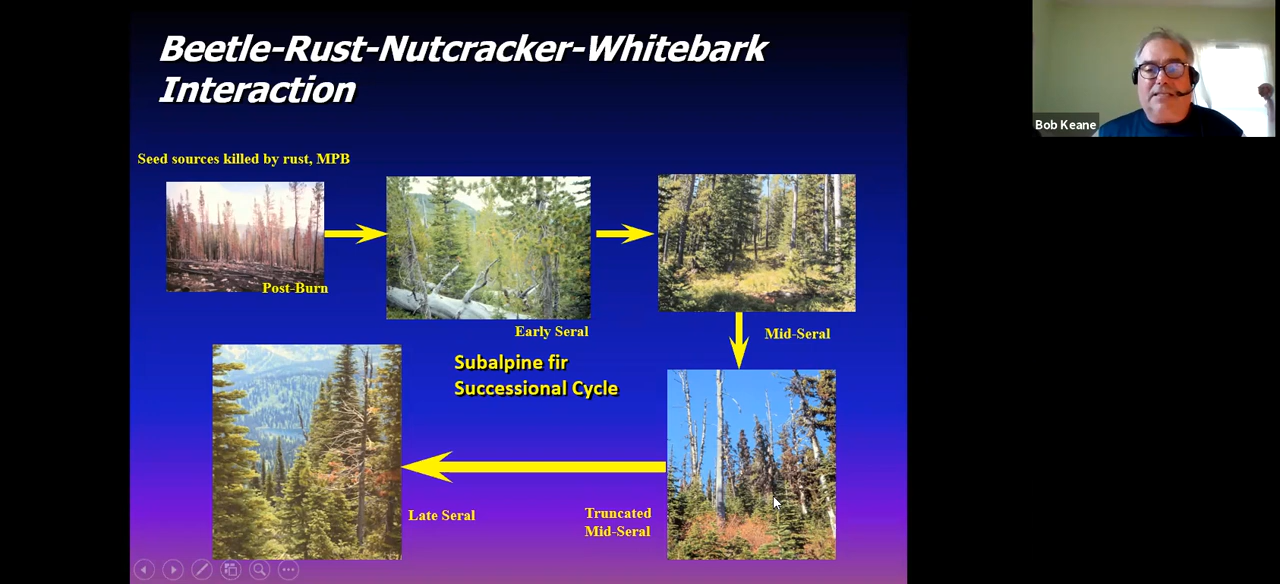 Beetle-Rust-Nutcracker-Whitebark
Interaction
Bob Keane
Seed sources killed by rust, MPB
Post-Burn
Early Seral
Mid-Seral
Subalpine fir
Successional Cycle
Late Seral
Truncated
Mid-Seral